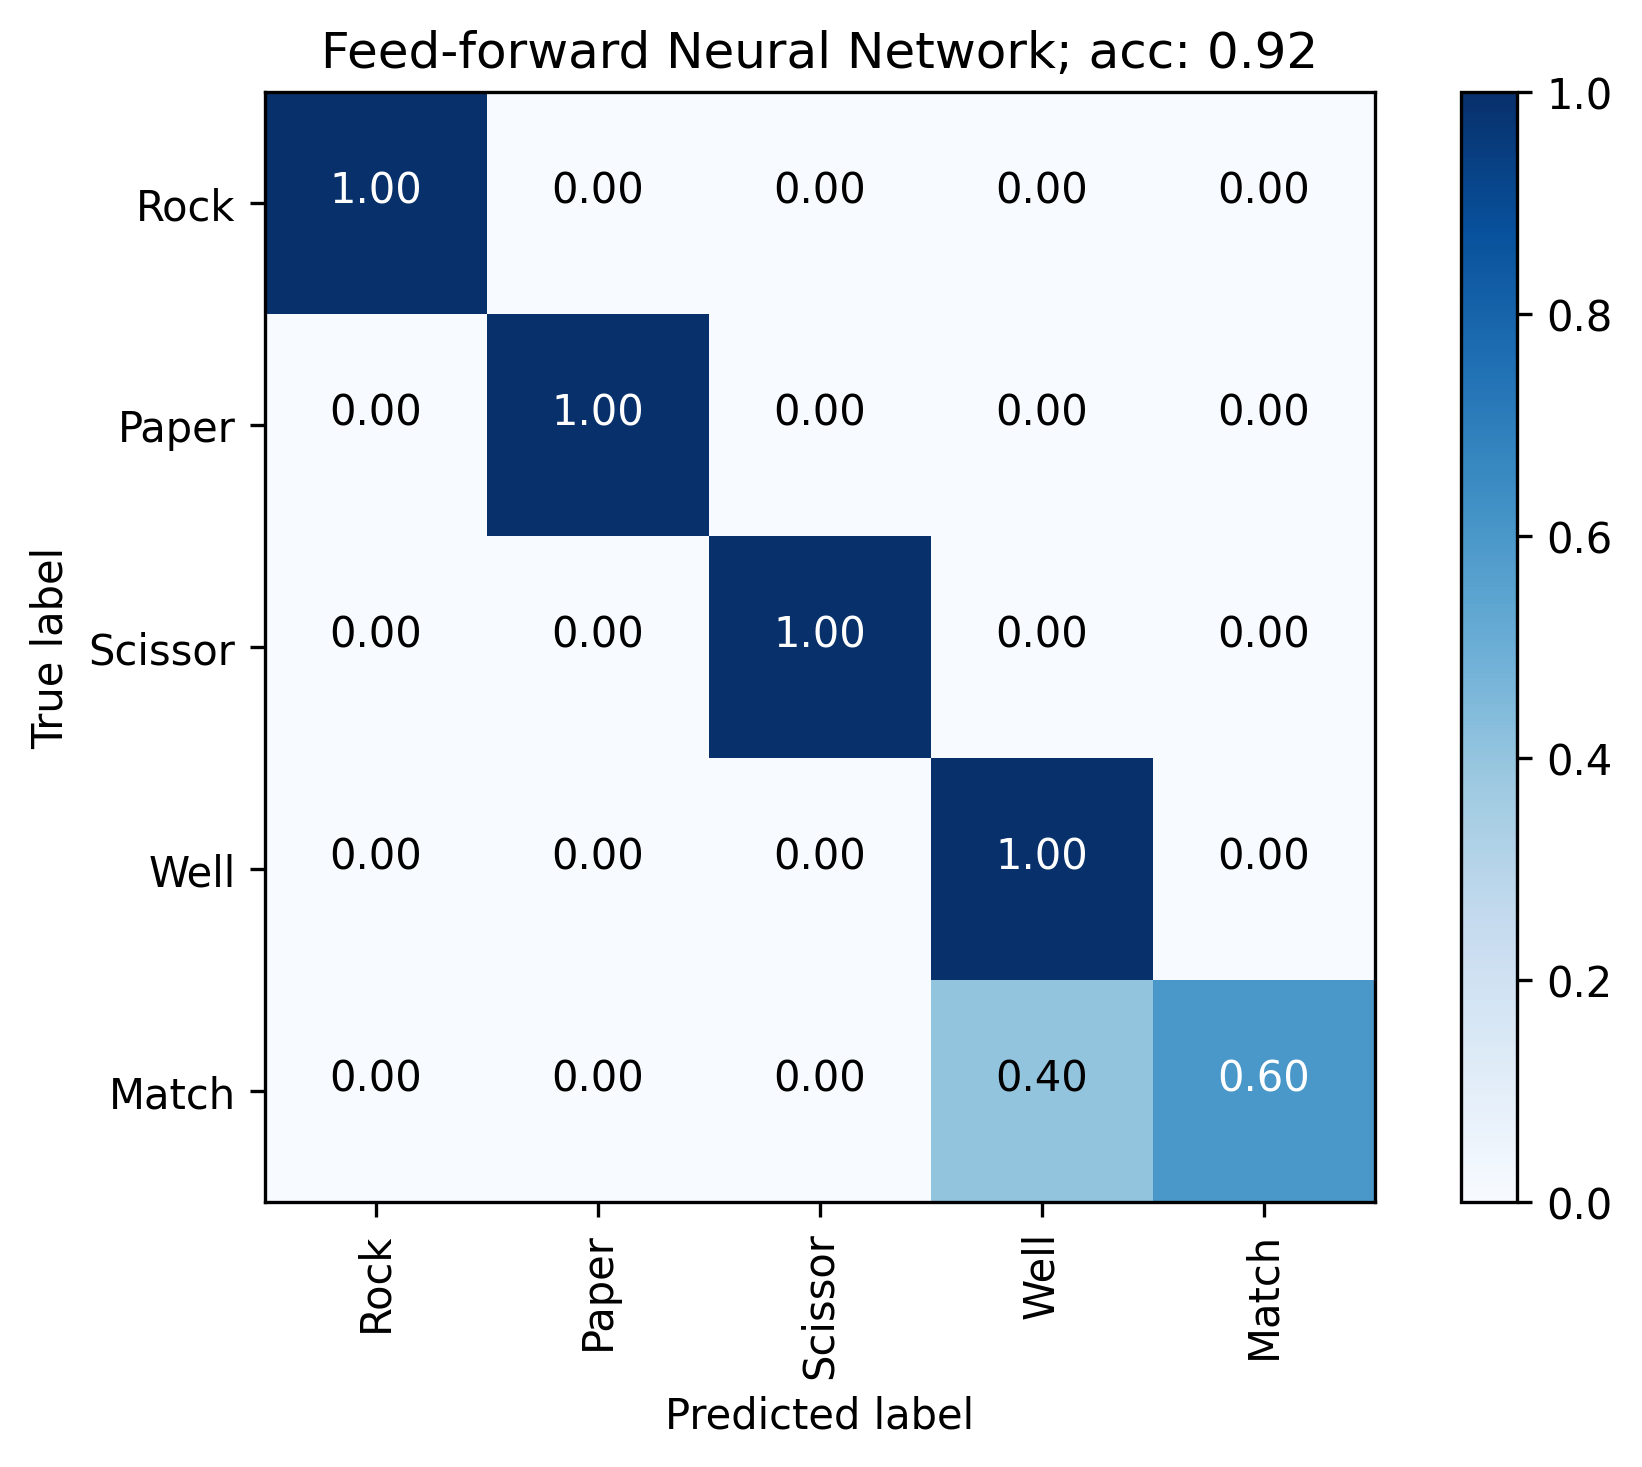 Feed-forward Neural Network; acc: 0.92
True label
Rock 1.00 0.00 0.00 0.00 0.00
Paper 0.00 1.00 0.00 0.00 0.00
Scissor 0.00 0.00 1.00 0.00 0.00
Well 0.00 0.00 0.00 1.00 0.00
Match 0.00 0.00 0.00 0.40 0.60
Rock Paper Scissor Well Match
Predicted label
1.0
0.8
0.6
0.4
0.2
0.0